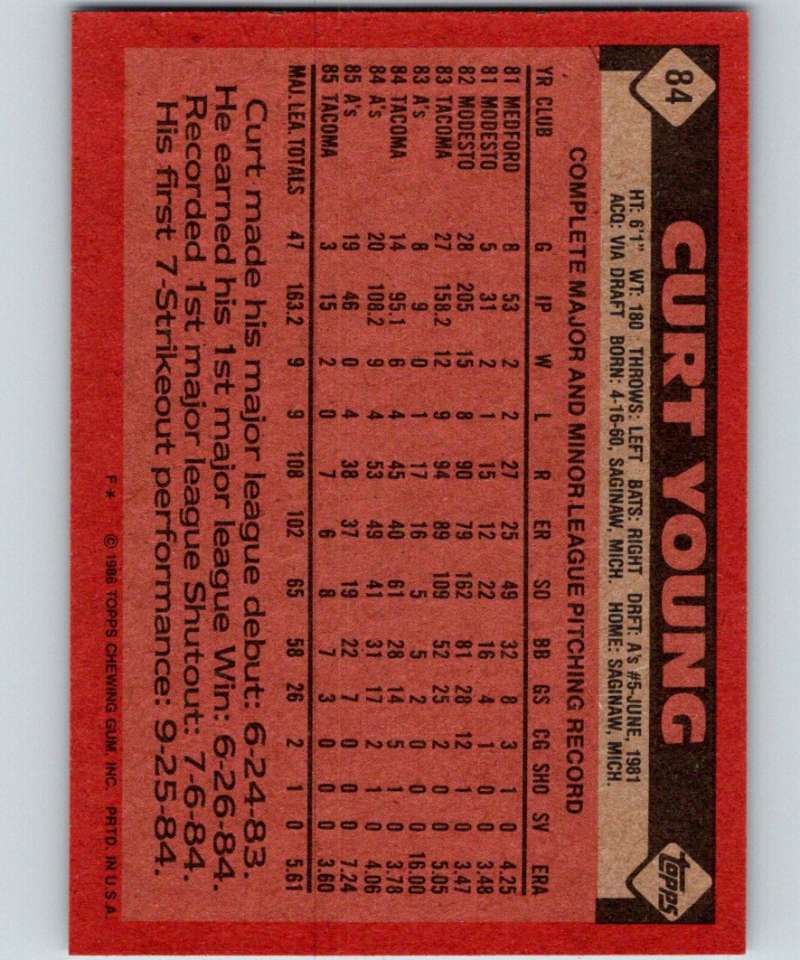 84
CURT YOUNG
TOPPS
HT: 6'1" WT: 180 THROWS: LEFT BATS: RIGHT DRFT: A's #5-JUNE, 1981
ACQ: VIA DRAFT BORN: 4-16-60, SAGINAW, MICH. HOME: SAGINAW, MICH.
COMPLETE MAJOR AND MINOR LEAGUE PITCHING RECORD
YR CLUB G IP W L R ER SO BB GS CG SHO SV ERA
81 MEDFORD 8 53 2 2 27 25 49 32 8 3 1 0 4.25
81 MODESTO 5 31 2 1 15 12 22 16 4 1 0 0 3.48
82 MODESTO 28 205 15 8 90 79 162 81 28 12 1 0 3.47
83 TACOMA 27 158.2 12 9 94 89 109 52 25 2 0 0 5.05
83 A's 8 9 0 1 17 16 5 5 2 0 0 0 16.00
84 TACOMA 14 95.1 6 4 45 40 61 28 14 5 1 0 3.78
84 A's 20 108.2 9 4 53 49 41 31 17 2 1 0 4.06
85 A's 19 46 0 4 38 37 19 22 7 0 0 0 7.24
85 TACOMA 3 15 2 0 7 6 8 7 3 0 0 0 3.60
MAJ. LEA. TOTALS 47 163.2 9 9 108 102 65 58 26 2 1 0 5.61
Curt made his major league debut: 6-24-83.
He earned his 1st major league Win: 6-26-84.
Recorded 1st major league Shutout: 7-6-84.
His first 7-Strikeout performance: 9-25-84.
F* © 1986 TOPPS CHEWING GUM, INC. PRTD. IN U.S.A.